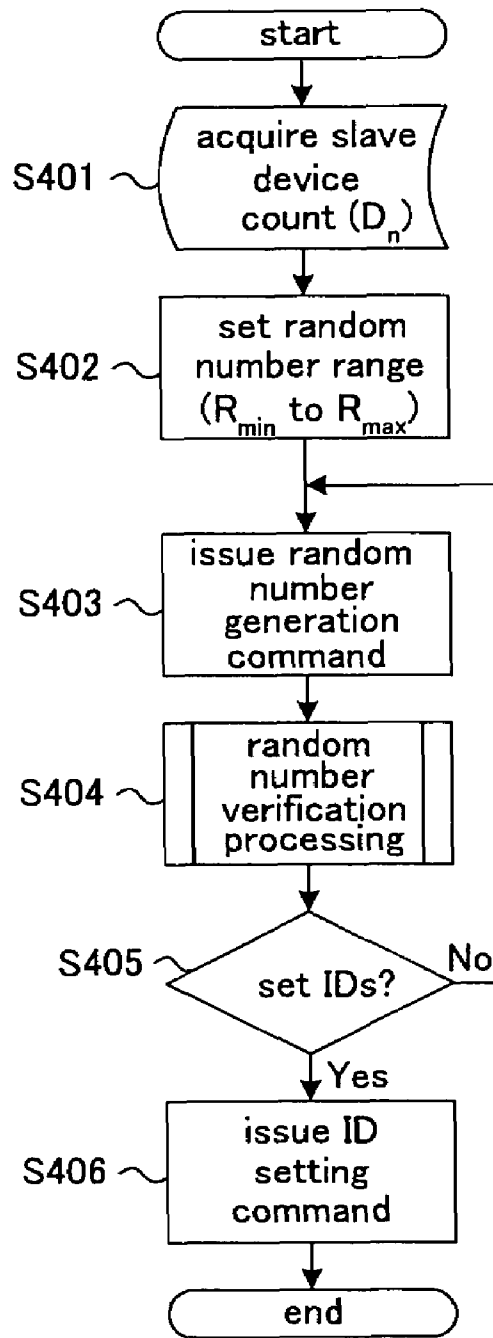 start
S401
acquire slave
device
count (Dn)
S402
set random
number range
(Rmin to Rmax)
S403
issue random
number
generation
command
S404
random
number
verification
processing
S405
set IDs?
No
Yes
S406
issue ID
setting
command
end